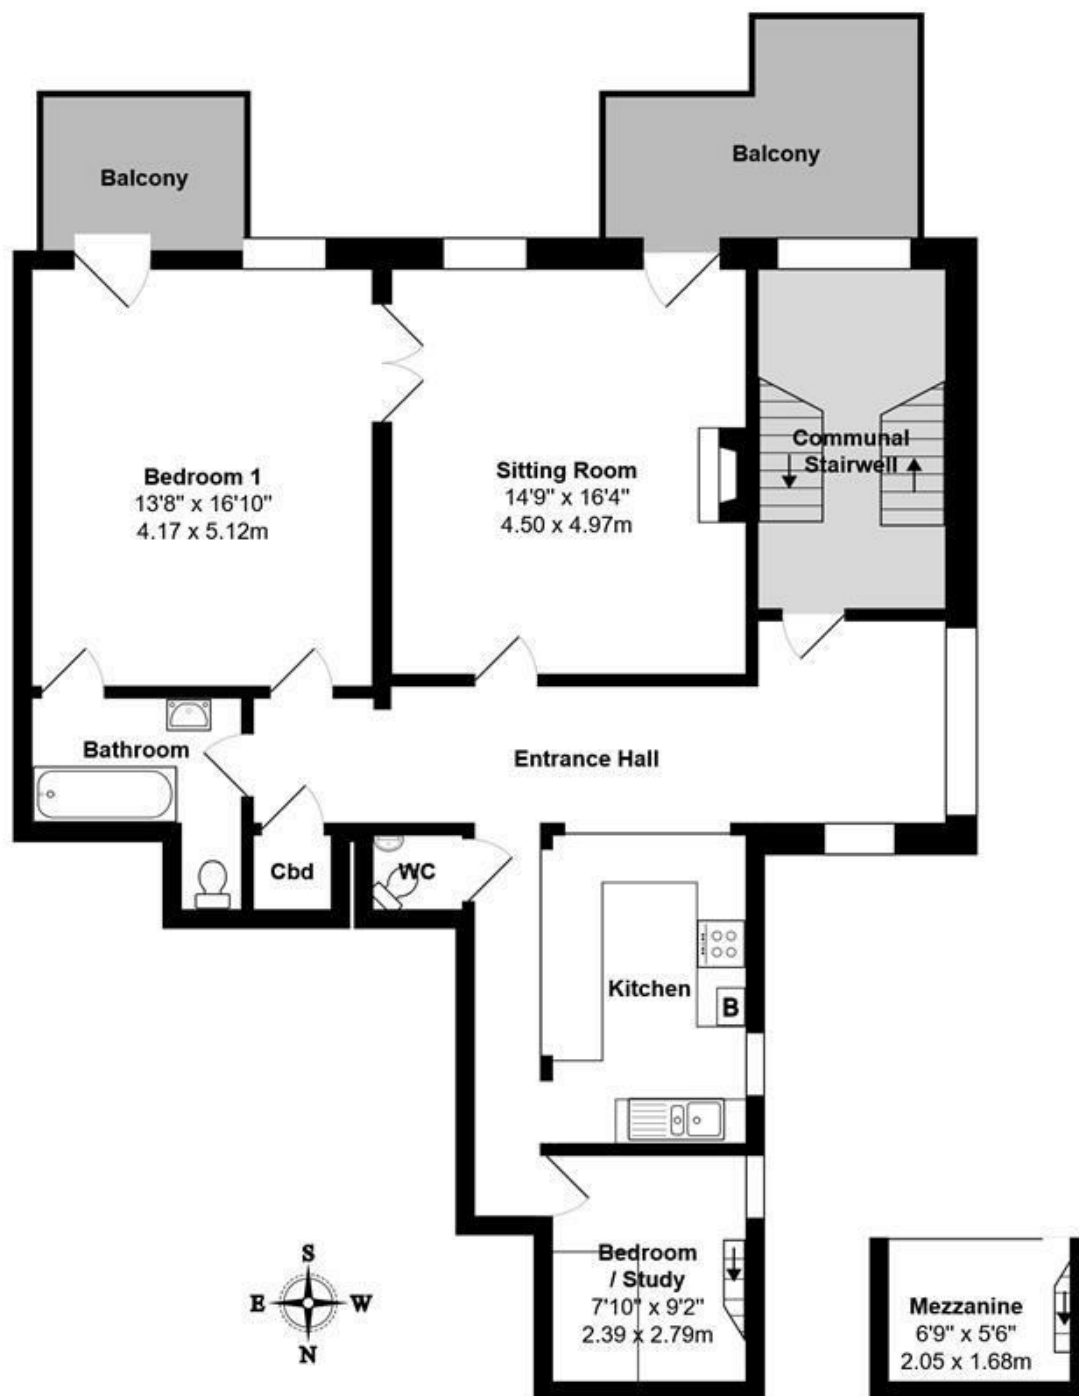 Balcony
Balcony
Bedroom 1
13'8" x 16'10"
4.17 x 5.12m
Sitting Room
14'9" x 16'4"
4.50 x 4.97m
Communal
Stairwell
Bathroom
Entrance Hall
Cbd
WC
Kitchen
B
Bedroom
/ Study
7'10" x 9'2"
2.39 x 2.79m
S
E W
N
Mezzanine
6'9" x 5'6"
2.05 x 1.68m